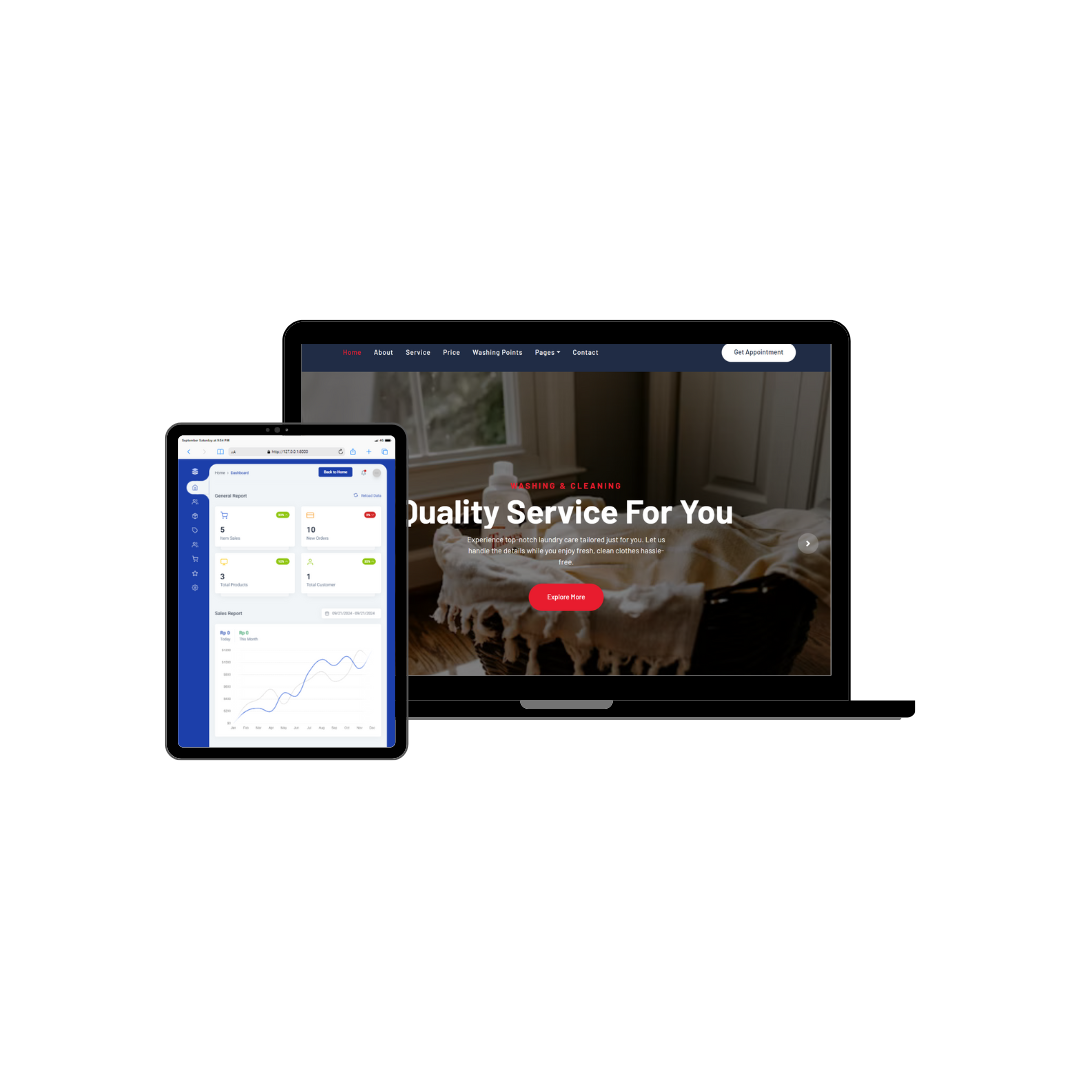 Home About Service Price Washing Points Pages Contact Get Appointment
WASHING & CLEANING
Quality Service For You
Experience top-notch laundry care tailored just for you. Let us
handle the details while you enjoy fresh, clean clothes hassle-
free.
Explore More
http://127.0.0.1:8000
Home > Dashboard Back to Home
General Report Reload Data
5
Item Sales
10
New Orders
3
Total Products
1
Total Customer
Sales Report
Rp 0 Rp 0
Today This Month
Jan Feb Mar Apr May Jun Jul Aug Sep Oct Nov Dec